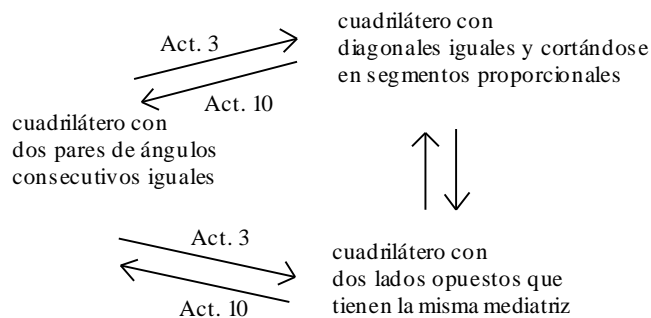 Act. 3
cuadrilátero con
diagonales iguales y cortándose
en segmentos proporcionales
Act. 10
cuadrilátero con
dos pares de ángulos
consecutivos iguales
Act. 3
cuadrilátero con
dos lados opuestos que
tienen la misma mediatriz
Act. 10